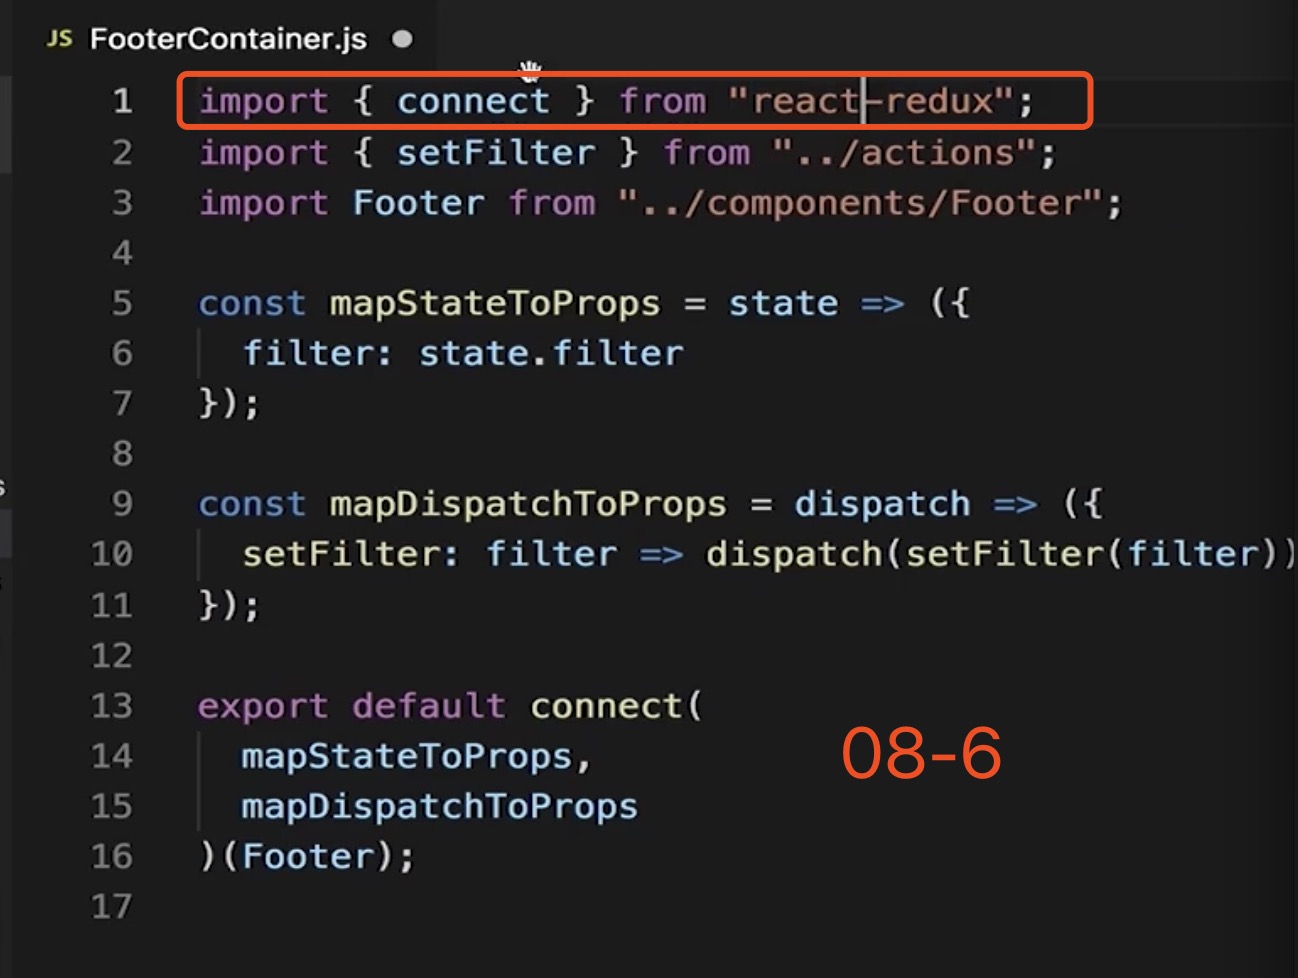 JS FooterContainer.js
1 import { connect } from "react-redux";
2 import { setFilter } from "../actions";
3 import Footer from "../components/Footer";
4
5 const mapStateToProps = state => ({
6 filter: state.filter
7 });
8
9 const mapDispatchToProps = dispatch => ({
10 setFilter: filter => dispatch(setFilter(filter))
11 });
12
13 export default connect(
14 mapStateToProps,
15 mapDispatchToProps
16 )(Footer);
17
08-6